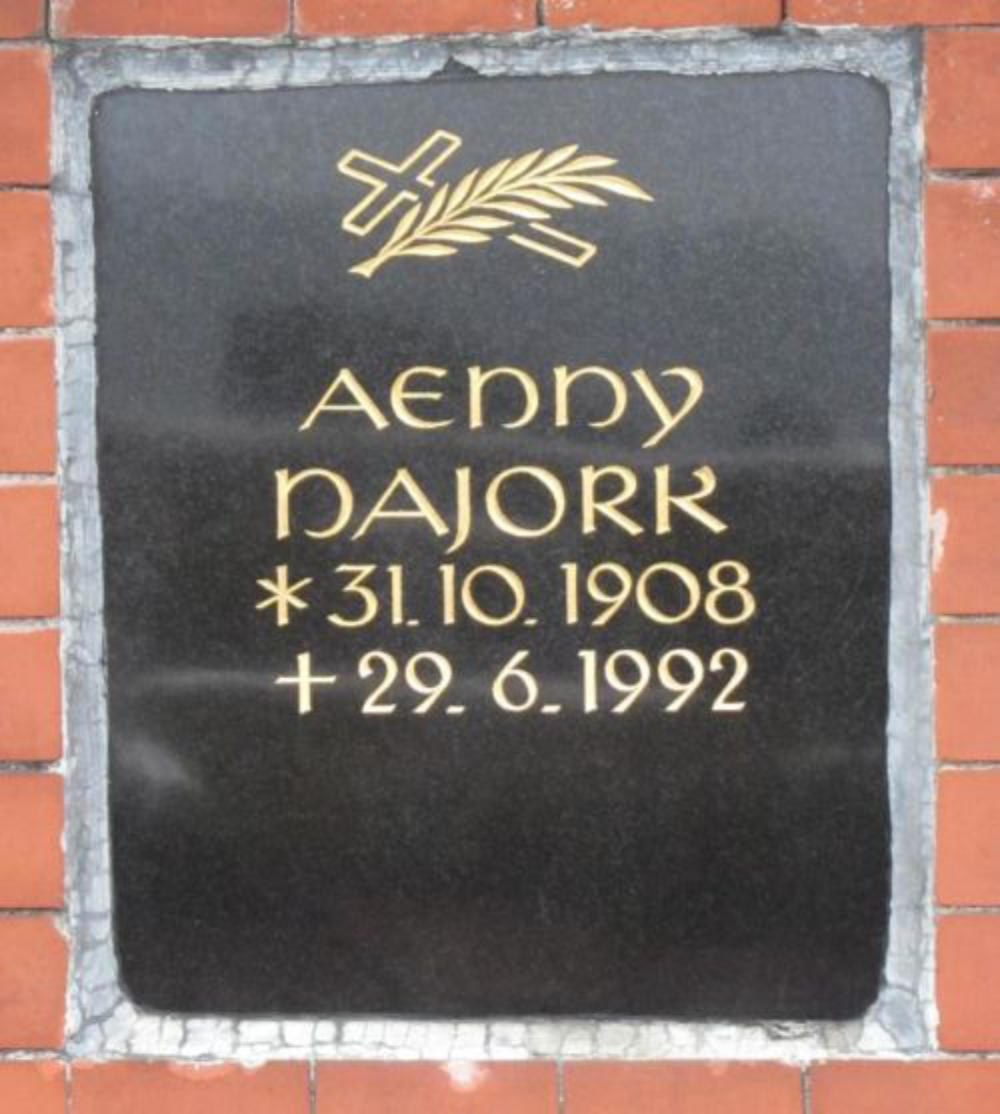 AENNY
NAJORK
* 31. 10. 1908
† 29. 6. 1992